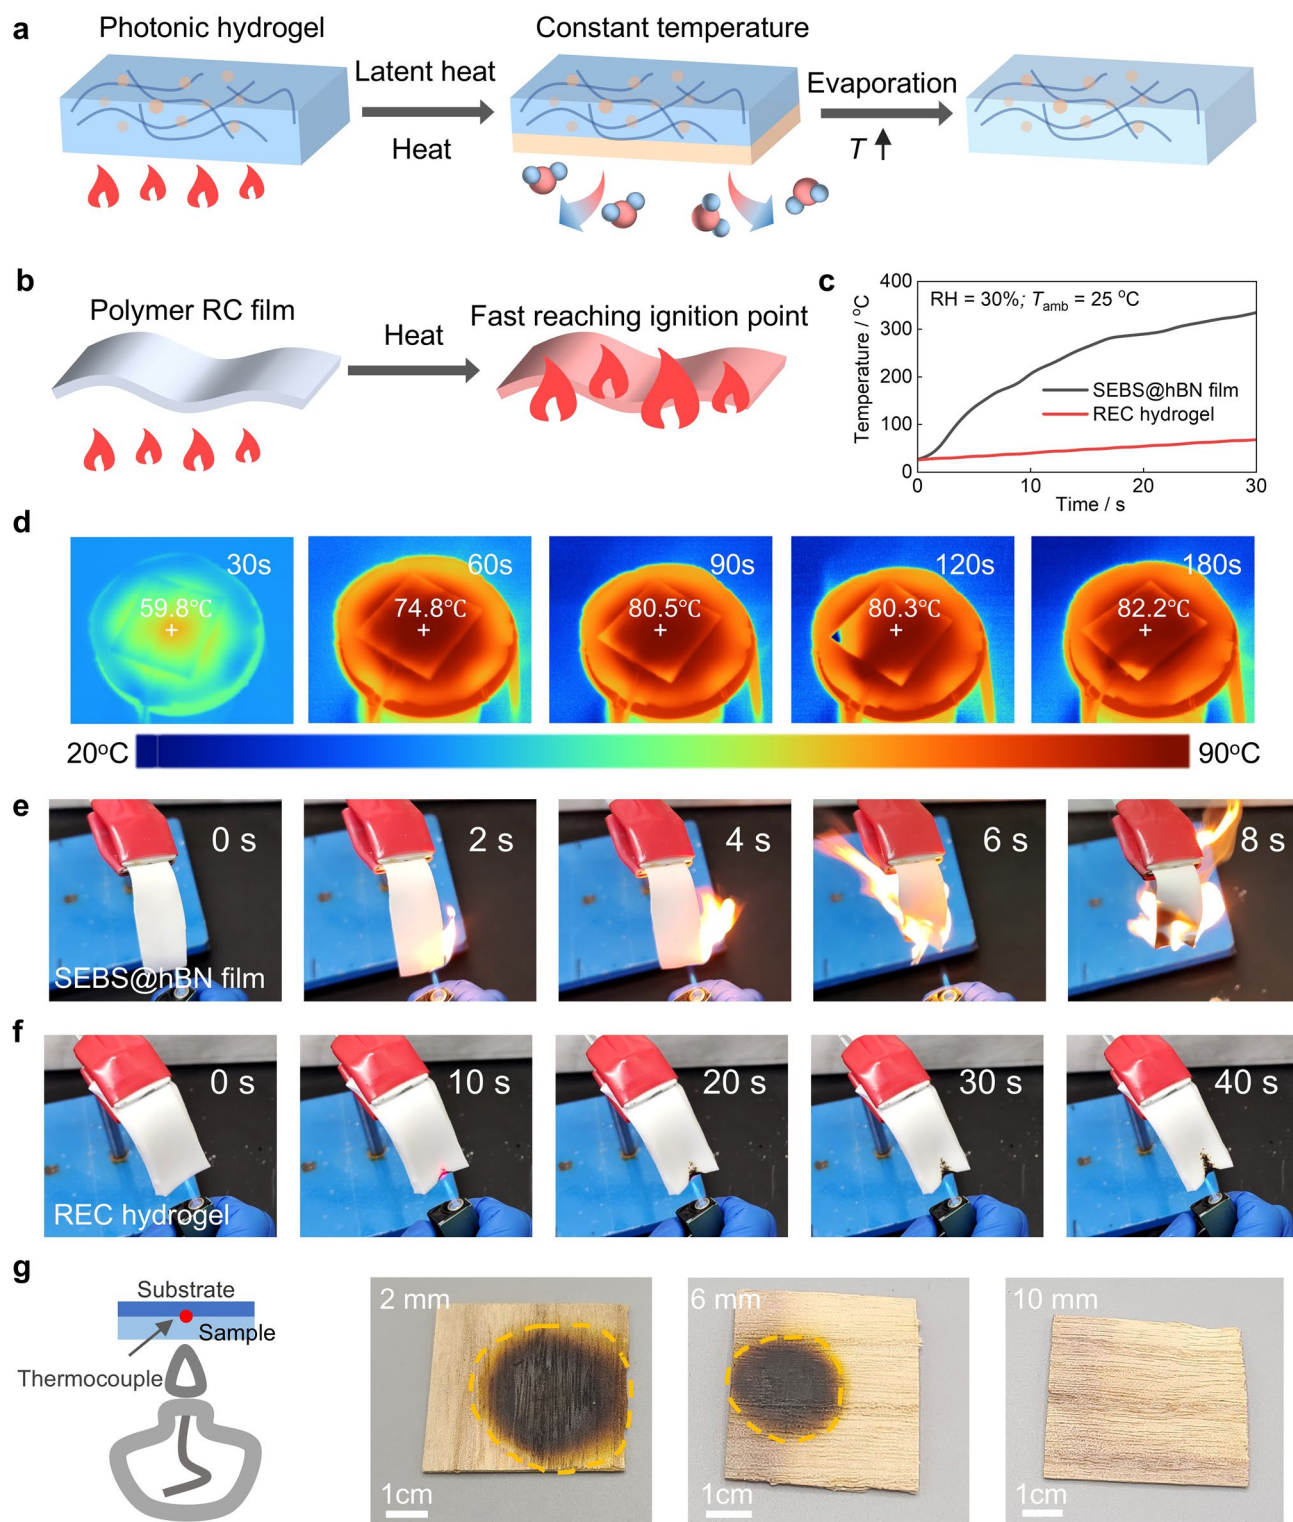 a
Photonic hydrogel
Latent heat
Heat
Constant temperature
Evaporation
T
b
Polymer RC film
Heat
Fast reaching ignition point
c
RH = 30%; Tamb = 25 °C
SEBS@hBN film
REC hydrogel
Temperature / °C
400
300
200
100
0
0 10 20 30
Time / s
d
30s 60s 90s 120s 180s
59.8°C 74.8°C 80.5°C 80.3°C 82.2°C
20°C 90°C
e
0 s 2 s 4 s 6 s 8 s
SEBS@hBN film
f
0 s 10 s 20 s 30 s 40 s
REC hydrogel
g
Substrate
Sample
Thermocouple
2 mm 6 mm 10 mm
1cm 1cm 1cm